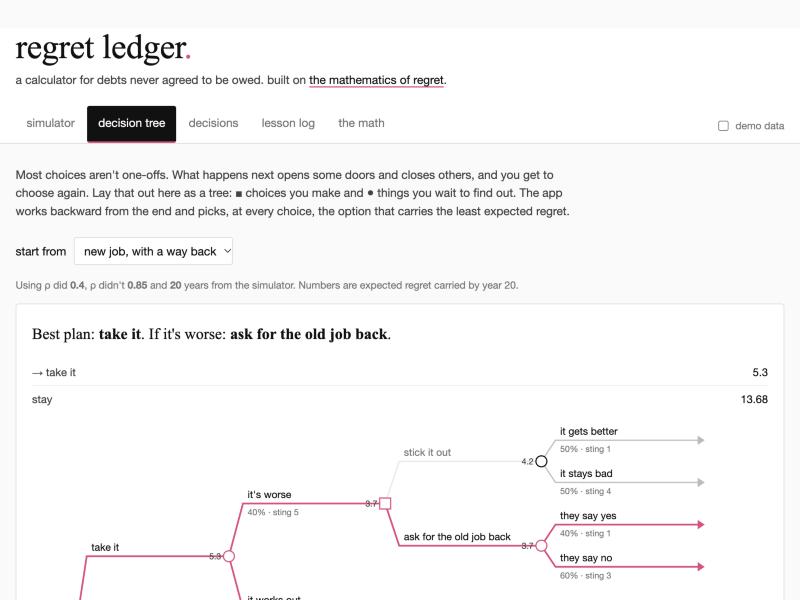 regret ledger.
a calculator for debts never agreed to be owed. built on the mathematics of regret.
simulator
decision tree
decisions
lesson log
the math
demo data
Most choices aren't one-offs. What happens next opens some doors and closes others, and you get to
choose again. Lay that out here as a tree: ■ choices you make and ● things you wait to find out. The app
works backward from the end and picks, at every choice, the option that carries the least expected regret.
start from
new job, with a way back
Using ρ did 0.4, ρ didn't 0.85 and 20 years from the simulator. Numbers are expected regret carried by year 20.
Best plan: take it. If it's worse: ask for the old job back.
→ take it
5.3
stay
13.68
it gets better
50% · sting 1
stick it out
4.2
it stays bad
50% · sting 4
it's worse
40% · sting 5
3.7
they say yes
40% · sting 1
ask for the old job back
3.7
they say no
60% · sting 3
take it
5.3
it works out